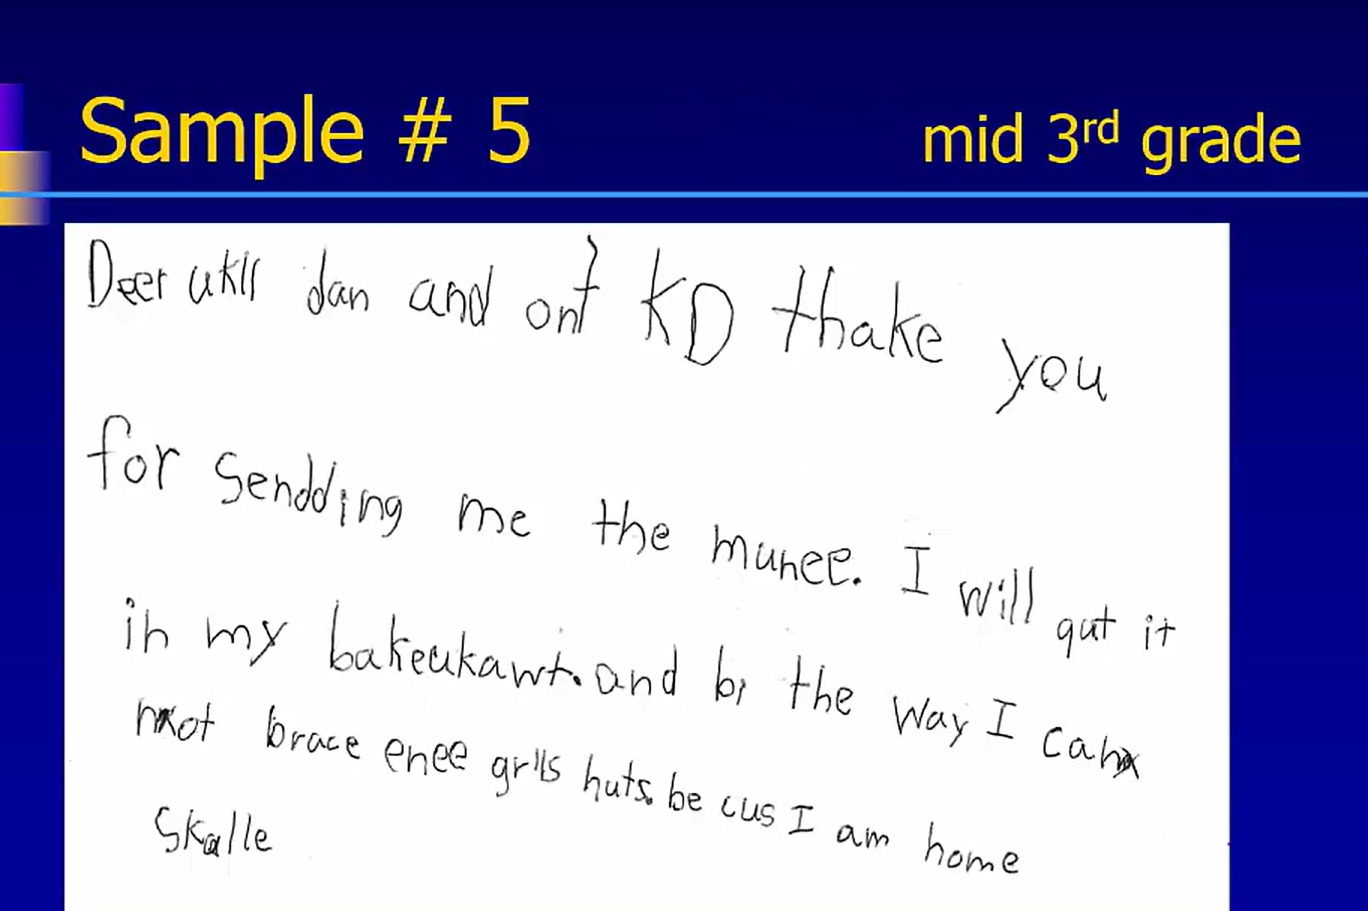 Sample # 5
mid 3rd grade
Deer ukll dan and ont KD thake you
for sendding me the munee. I will qut it
in my bakeukawt. and bi the way I can
not brace enee grlls huts. be cus I am home
skalle